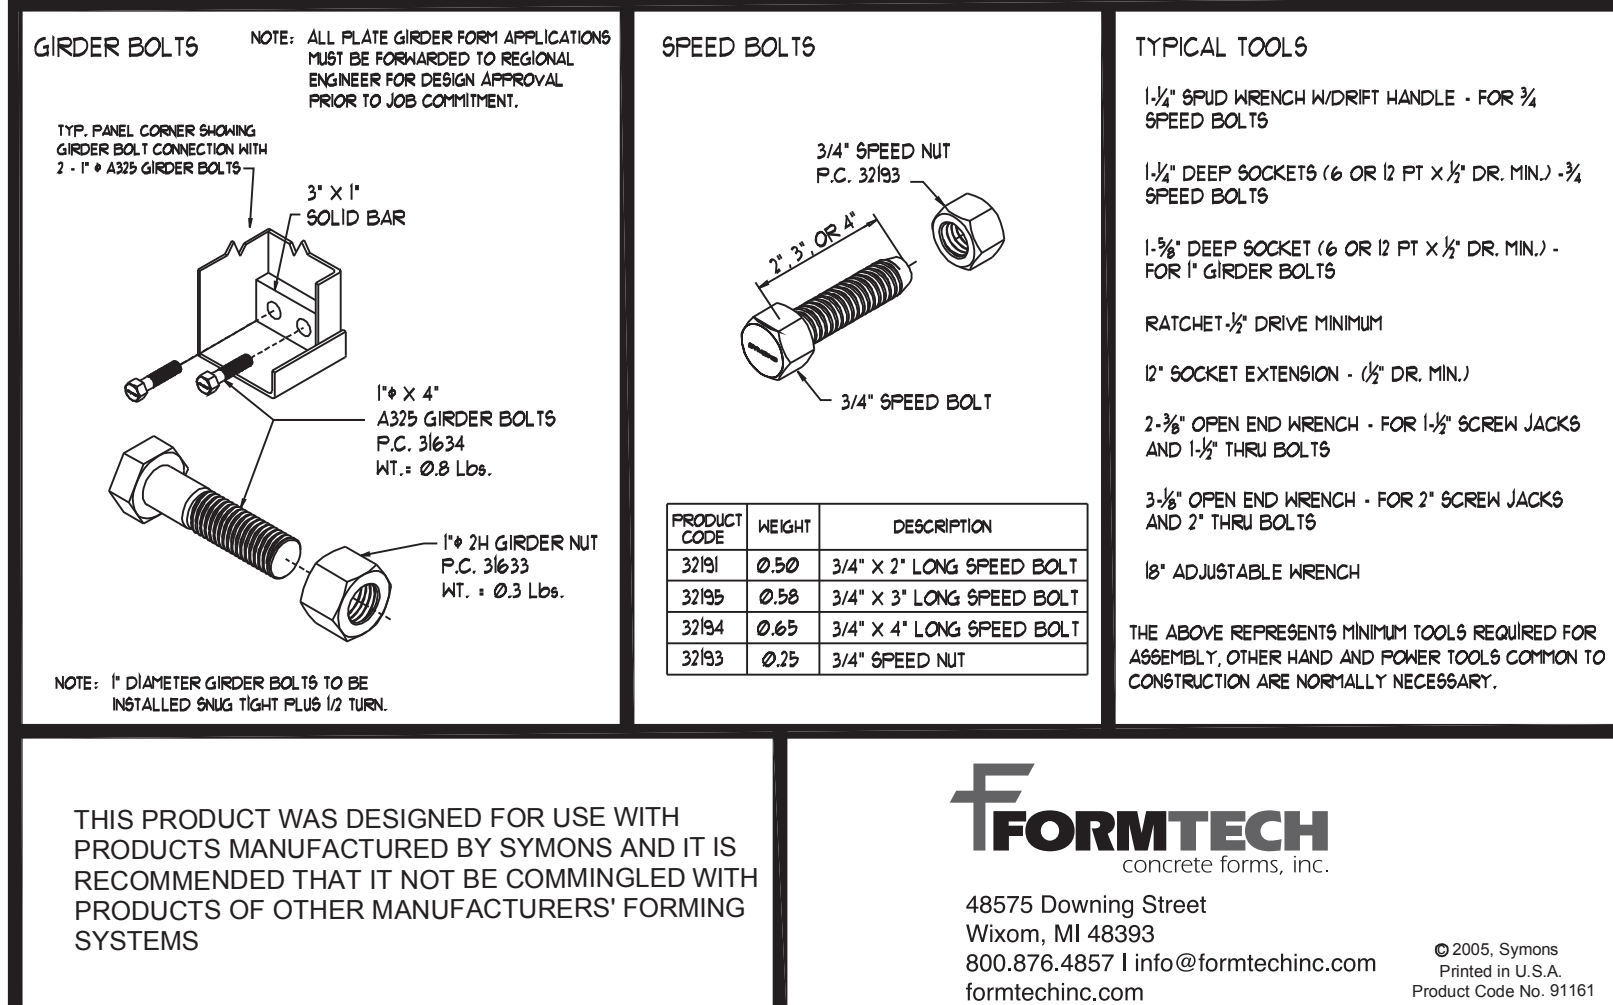 GIRDER BOLTS
NOTE: ALL PLATE GIRDER FORM APPLICATIONS
MUST BE FORWARDED TO REGIONAL
ENGINEER FOR DESIGN APPROVAL
PRIOR TO JOB COMMITMENT.
TYP. PANEL CORNER SHOWING
GIRDER BOLT CONNECTION WITH
2 - 1" ϕ A325 GIRDER BOLTS
3" X 1"
SOLID BAR
1"ϕ X 4"
A325 GIRDER BOLTS
P.C. 31634
WT.= 0.8 Lbs.
1"ϕ 2H GIRDER NUT
P.C. 31633
WT. = 0.3 Lbs.
NOTE: 1" DIAMETER GIRDER BOLTS TO BE
INSTALLED SNUG TIGHT PLUS 1/2 TURN.
SPEED BOLTS
3/4" SPEED NUT
P.C. 32193
2", 3", OR 4"
SYMONS
3/4" SPEED BOLT
PRODUCT CODE WEIGHT DESCRIPTION
32191 0.50 3/4" X 2" LONG SPEED BOLT
32195 0.58 3/4" X 3" LONG SPEED BOLT
32194 0.65 3/4" X 4" LONG SPEED BOLT
32193 0.25 3/4" SPEED NUT
TYPICAL TOOLS
1-1/4" SPUD WRENCH W/DRIFT HANDLE - FOR 3/4
SPEED BOLTS
1-1/4" DEEP SOCKETS (6 OR 12 PT X 1/2" DR. MIN.) -3/4
SPEED BOLTS
1-5/8" DEEP SOCKET (6 OR 12 PT X 1/2" DR. MIN.) -
FOR 1" GIRDER BOLTS
RATCHET-1/2" DRIVE MINIMUM
12" SOCKET EXTENSION - (1/2" DR. MIN.)
2-3/8" OPEN END WRENCH - FOR 1-1/2" SCREW JACKS
AND 1-1/2" THRU BOLTS
3-1/8" OPEN END WRENCH - FOR 2" SCREW JACKS
AND 2" THRU BOLTS
18" ADJUSTABLE WRENCH
THE ABOVE REPRESENTS MINIMUM TOOLS REQUIRED FOR
ASSEMBLY, OTHER HAND AND POWER TOOLS COMMON TO
CONSTRUCTION ARE NORMALLY NECESSARY.
THIS PRODUCT WAS DESIGNED FOR USE WITH
PRODUCTS MANUFACTURED BY SYMONS AND IT IS
RECOMMENDED THAT IT NOT BE COMMINGLED WITH
PRODUCTS OF OTHER MANUFACTURERS' FORMING
SYSTEMS
FORMTECH
concrete forms, inc.
48575 Downing Street
Wixom, MI 48393
800.876.4857 | info@formtechinc.com
formtechinc.com
© 2005, Symons
Printed in U.S.A.
Product Code No. 91161